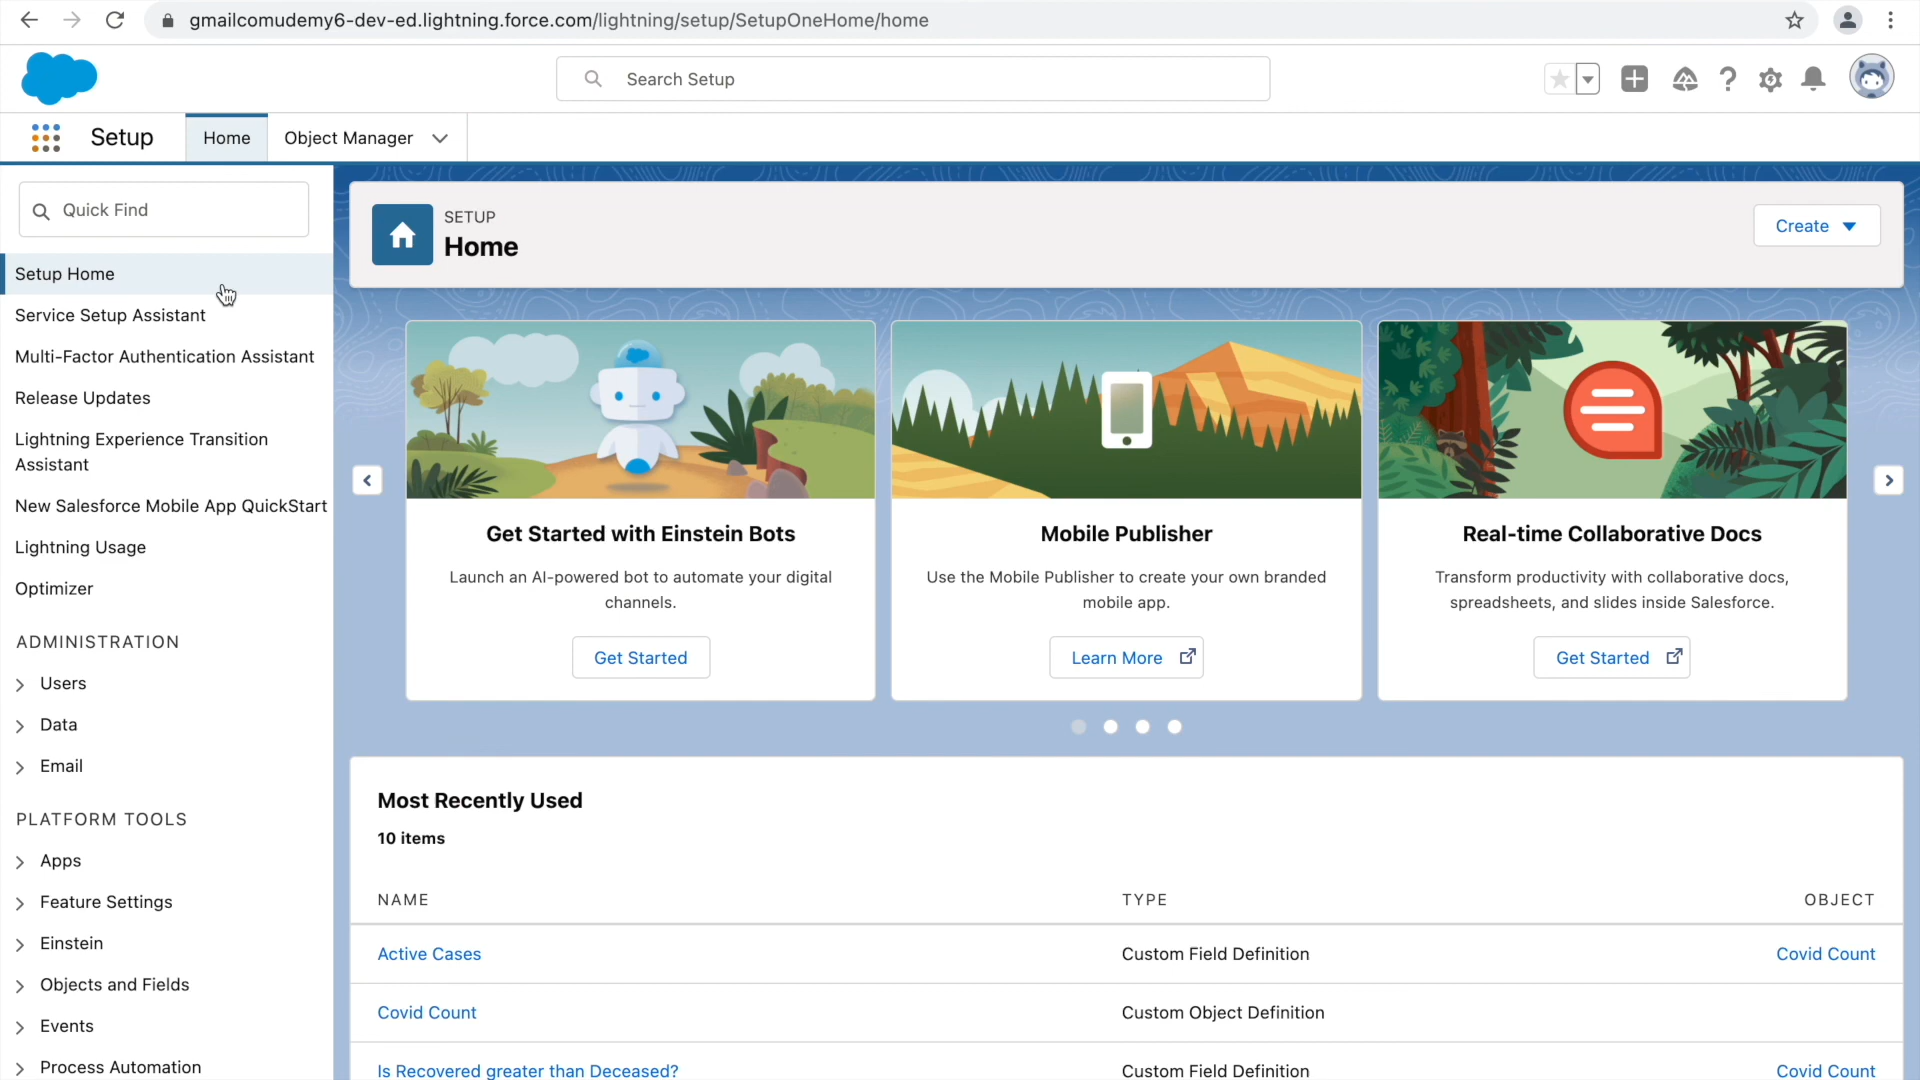 gmailcomudemy6-dev-ed.lightning.force.com/lightning/setup/SetupOneHome/home
Search Setup
Setup
Home
Object Manager
Quick Find
Setup Home
Service Setup Assistant
Multi-Factor Authentication Assistant
Release Updates
Lightning Experience Transition
Assistant
New Salesforce Mobile App QuickStart
Lightning Usage
Optimizer
ADMINISTRATION
Users
Data
Email
PLATFORM TOOLS
Apps
Feature Settings
Einstein
Objects and Fields
Events
Process Automation
SETUP
Home
Create
Get Started with Einstein Bots
Launch an AI-powered bot to automate your digital
channels.
Get Started
Mobile Publisher
Use the Mobile Publisher to create your own branded
mobile app.
Learn More
Real-time Collaborative Docs
Transform productivity with collaborative docs,
spreadsheets, and slides inside Salesforce.
Get Started
Most Recently Used
10 items
NAME TYPE OBJECT
Active Cases Custom Field Definition Covid Count
Covid Count Custom Object Definition
Is Recovered greater than Deceased? Custom Field Definition Covid Count